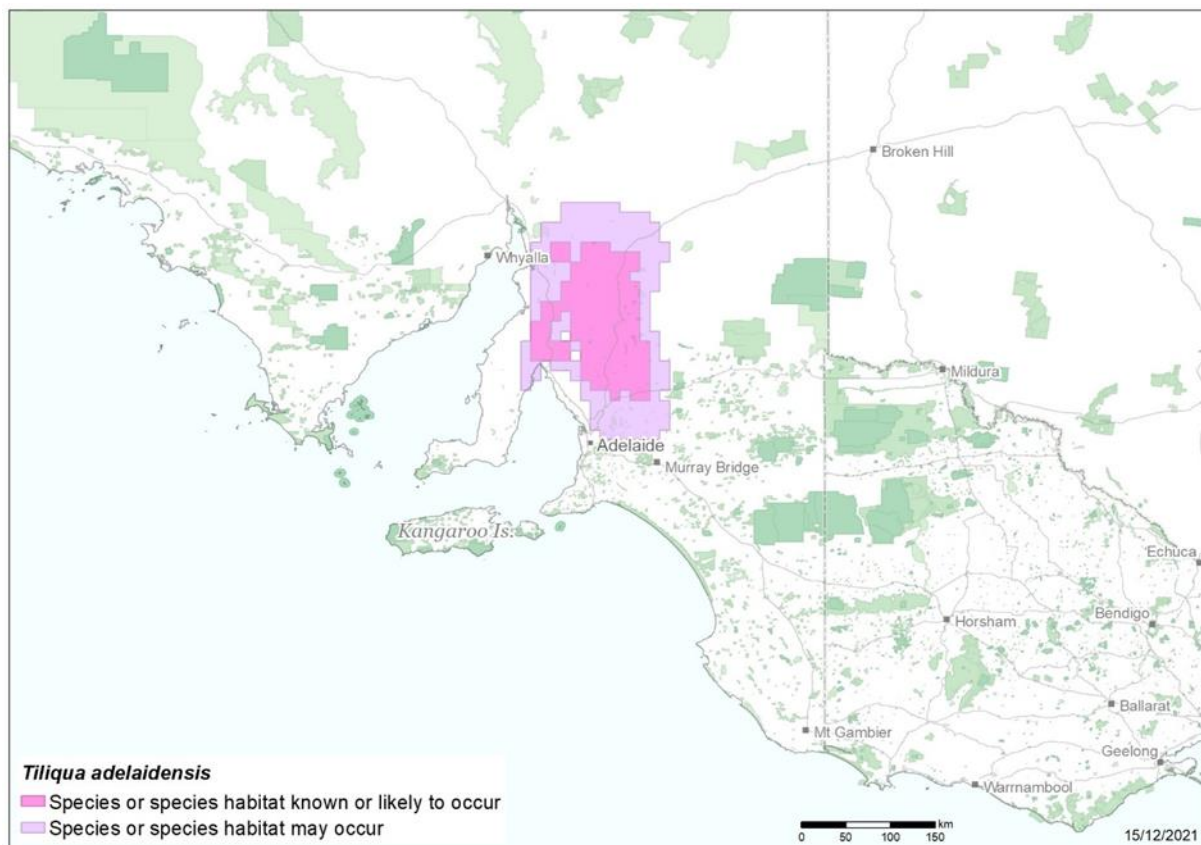 Broken Hill
Whyalla
Mildura
Adelaide
Murray Bridge
Kangaroo Is.
Echuca
Horsham
Bendigo
Mt Gambier
Ballarat
Geelong
Warrnambool
Tiliqua adelaidensis
Species or species habitat known or likely to occur
Species or species habitat may occur
km
0 50 100 150
15/12/2021